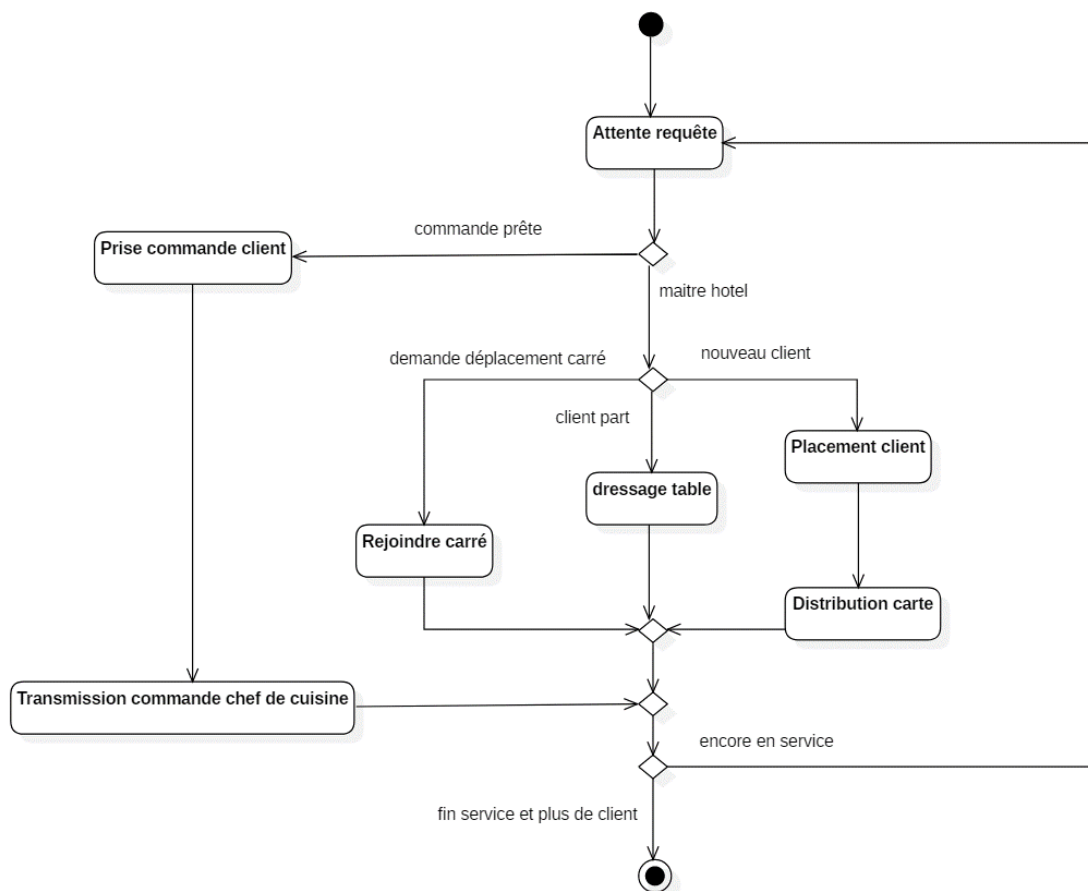 Attente requête
commande prête
Prise commande client
maitre hotel
demande déplacement carré
nouveau client
client part
Placement client
dressage table
Rejoindre carré
Distribution carte
Transmission commande chef de cuisine
encore en service
fin service et plus de client